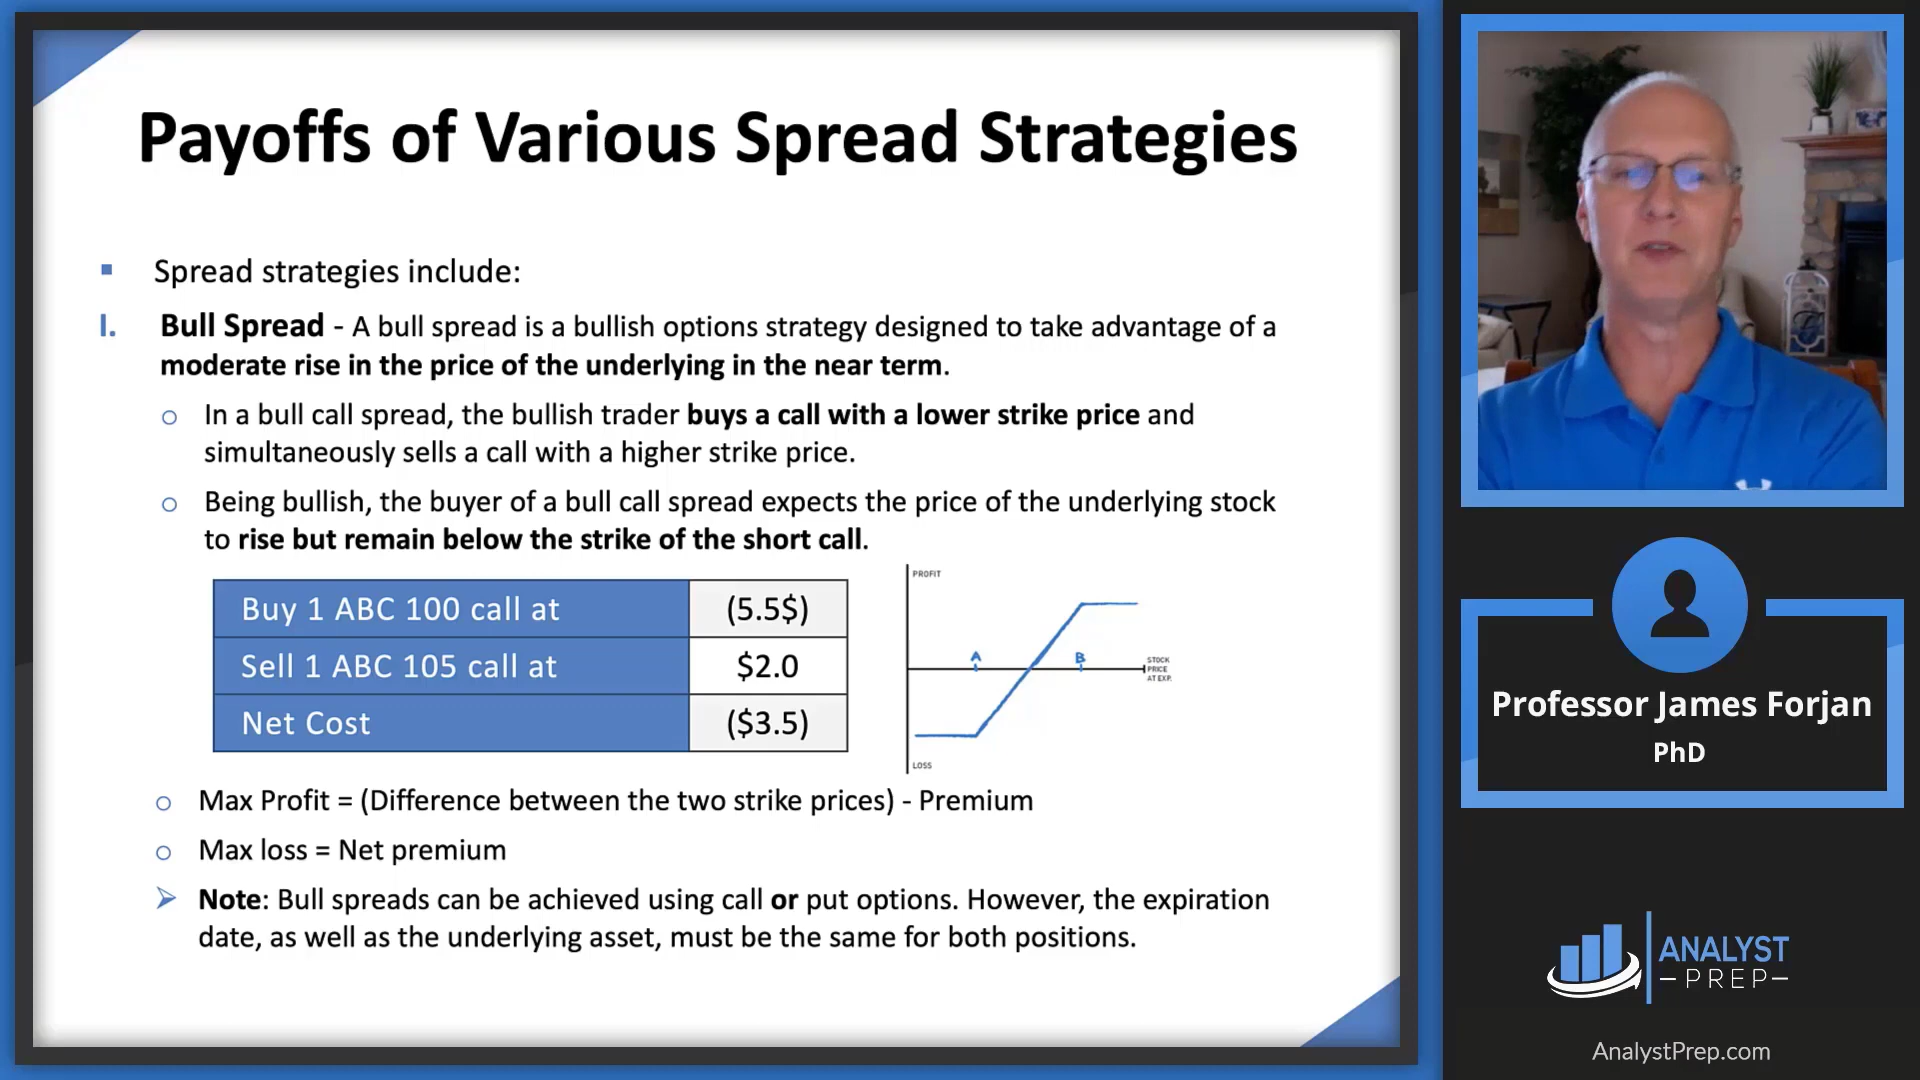 Payoffs of Various Spread Strategies
▪ Spread strategies include:
I. Bull Spread - A bull spread is a bullish options strategy designed to take advantage of a
moderate rise in the price of the underlying in the near term.
o In a bull call spread, the bullish trader buys a call with a lower strike price and
simultaneously sells a call with a higher strike price.
o Being bullish, the buyer of a bull call spread expects the price of the underlying stock
to rise but remain below the strike of the short call.
Buy 1 ABC 100 call at (5.5$)
Sell 1 ABC 105 call at $2.0
Net Cost ($3.5)
PROFIT
A
B
STOCK
PRICE
AT EXP.
LOSS
o Max Profit = (Difference between the two strike prices) - Premium
o Max loss = Net premium
➢ Note: Bull spreads can be achieved using call or put options. However, the expiration
date, as well as the underlying asset, must be the same for both positions.
Professor James Forjan
PhD
ANALYST
PREP
AnalystPrep.com